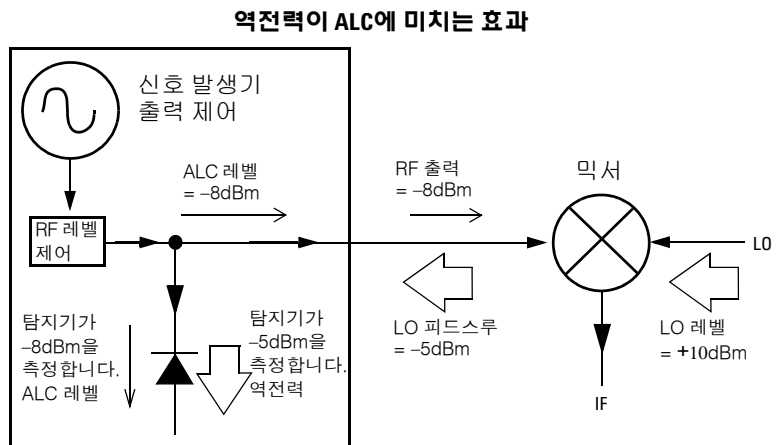 역전력이 ALC에 미치는 효과
신호 발생기
출력 제어
ALC 레벨
= –8dBm
RF 출력
= –8dBm
믹서
RF 레벨
제어
LO
탐지기가
–8dBm을
측정합니다.
ALC 레벨
탐지기가
–5dBm을
측정합니다.
역전력
LO 피드스루
= –5dBm
LO 레벨
= +10dBm
IF